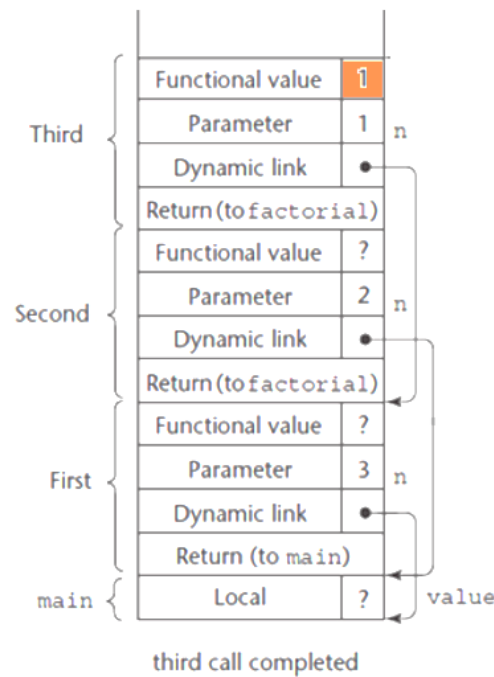 Functional value 1
Third Parameter 1 n
Dynamic link
Return (to factorial)
Functional value ?
Second Parameter 2 n
Dynamic link
Return (to factorial)
Functional value ?
First Parameter 3 n
Dynamic link
Return (to main)
main Local ? value
third call completed